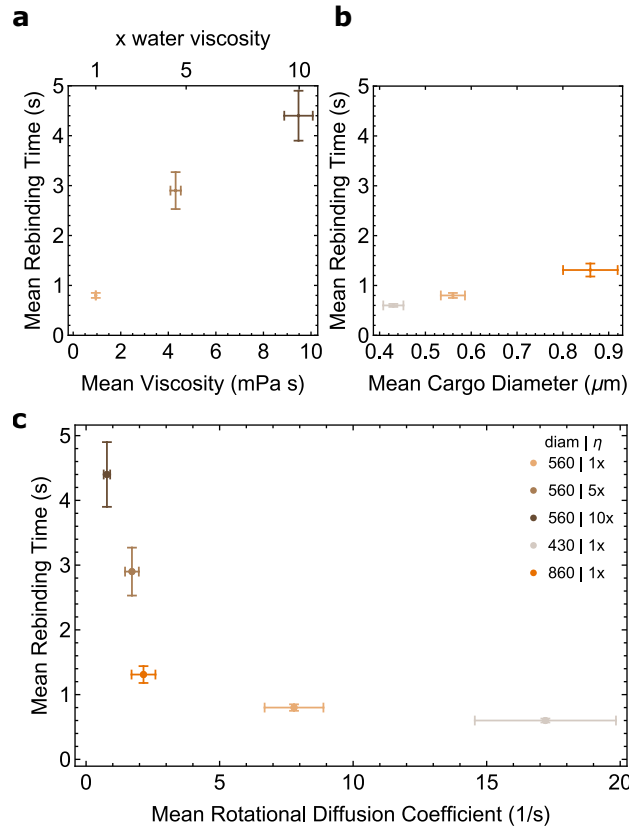 a
x water viscosity
1 5 10
5
4
3
2
1
0
Mean Rebinding Time (s)
0 2 4 6 8 10
Mean Viscosity (mPa s)
b
5
4
3
2
1
0
Mean Rebinding Time (s)
0.4 0.5 0.6 0.7 0.8 0.9
Mean Cargo Diameter (μm)
c
5
4
3
2
1
0
Mean Rebinding Time (s)
diam | η
560 | 1x
560 | 5x
560 | 10x
430 | 1x
860 | 1x
0 5 10 15 20
Mean Rotational Diffusion Coefficient (1/s)